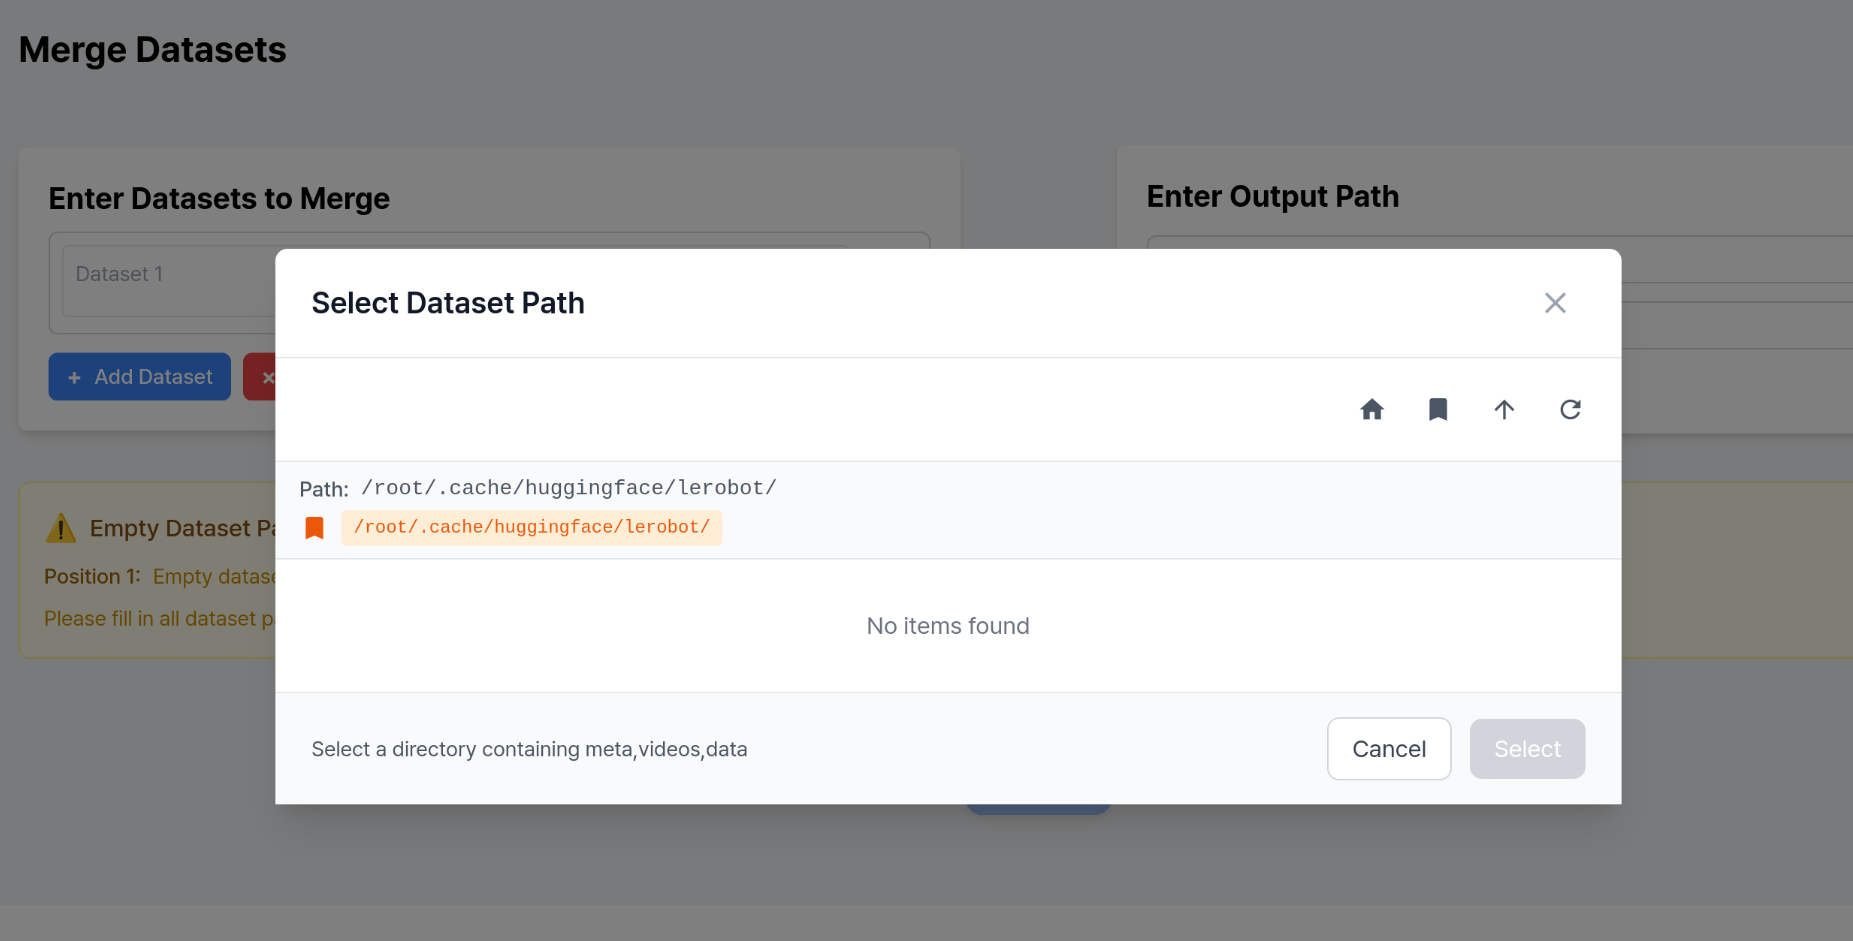 Merge Datasets
Enter Datasets to Merge
Enter Output Path
Dataset 1
+ Add Dataset
Select Dataset Path
Path: /root/.cache/huggingface/lerobot/
/root/.cache/huggingface/lerobot/
Empty Dataset
Position 1: Empty
Please fill in all dataset
No items found
Select a directory containing meta,videos,data
Cancel
Select